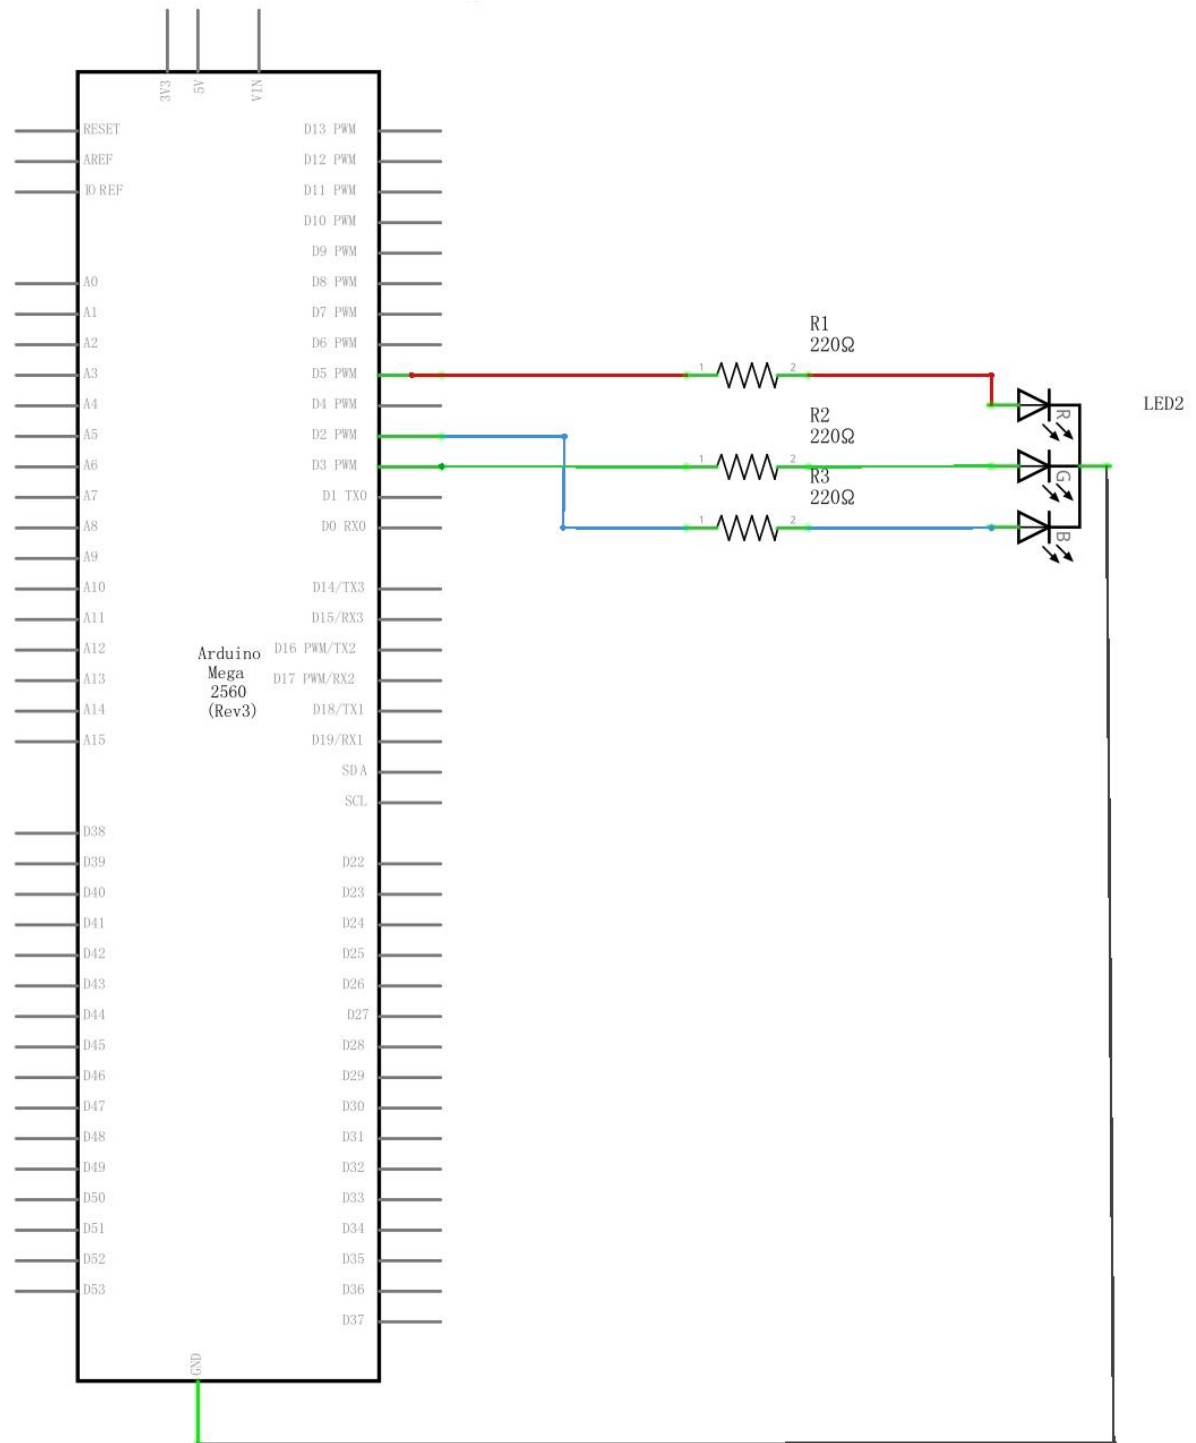 3V3
5V
VIN
RESET
AREF
IOREF
A0
A1
A2
A3
A4
A5
A6
A7
A8
A9
A10
A11
A12
A13
A14
A15
D38
D39
D40
D41
D42
D43
D44
D45
D46
D47
D48
D49
D50
D51
D52
D53
Arduino
Mega
2560
(Rev3)
D13 PWM
D12 PWM
D11 PWM
D10 PWM
D9 PWM
D8 PWM
D7 PWM
D6 PWM
D5 PWM
D4 PWM
D2 PWM
D3 PWM
D1 TX0
D0 RX0
D14/TX3
D15/RX3
D16 PWM/TX2
D17 PWM/RX2
D18/TX1
D19/RX1
SDA
SCL
D22
D23
D24
D25
D26
D27
D28
D29
D30
D31
D32
D33
D34
D35
D36
D37
GND
R1
220Ω
1 2
R2
220Ω
1 2
R3
220Ω
1 2
R
G
B
LED2